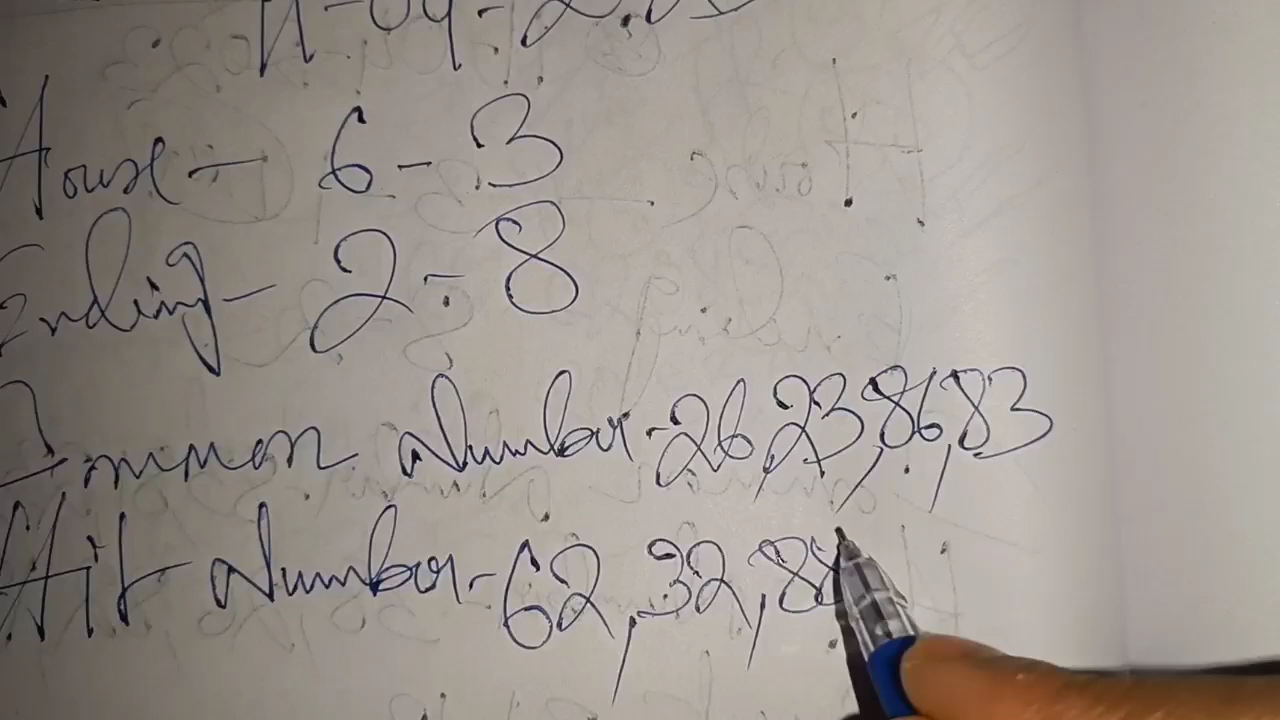 House - 6 - 3
Ending - 2 - 8
Common Number - 26, 23, 86, 83
Hit Number - 62, 32, 88